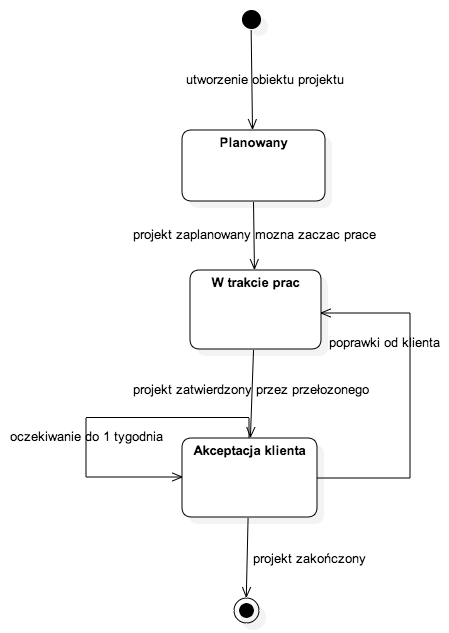 utworzenie obiektu projektu
Planowany
projekt zaplanowany mozna zaczac prace
W trakcie prac
poprawki od klienta
projekt zatwierdzony przez przełozonego
oczekiwanie do 1 tygodnia
Akceptacja klienta
projekt zakończony